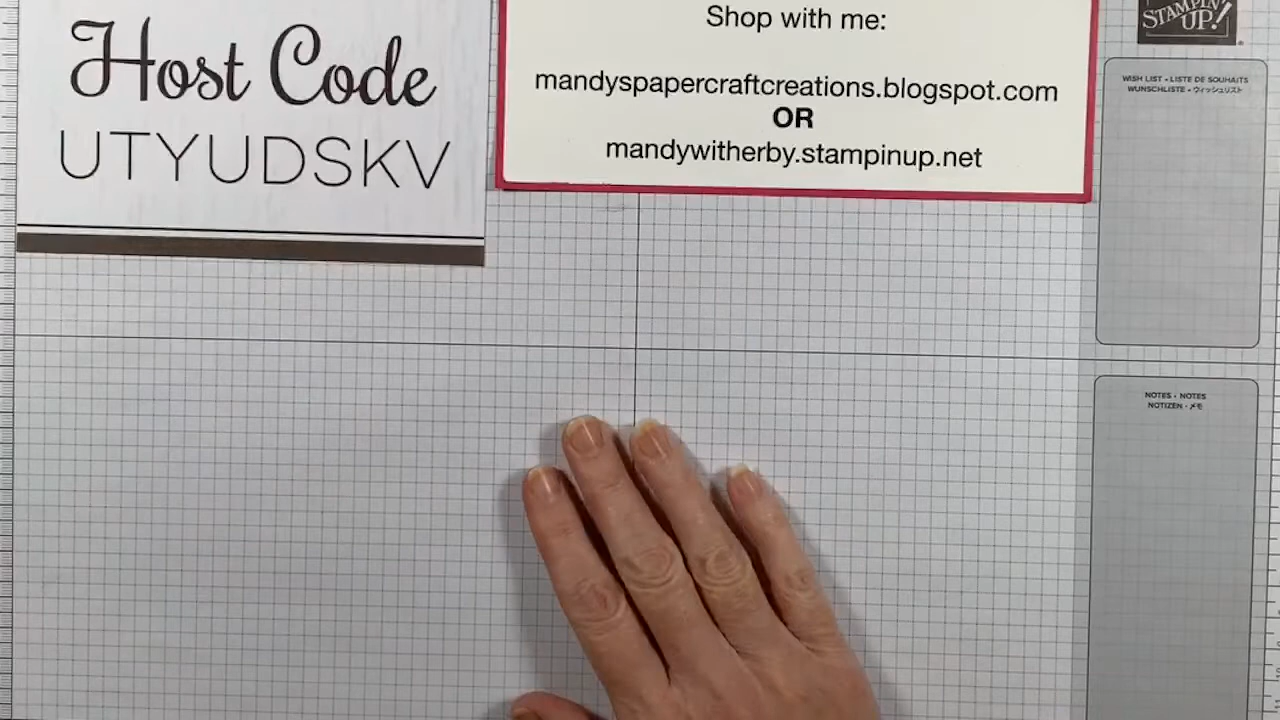 Host Code
UTYUDSKV
Shop with me:
mandyspapercraftcreations.blogspot.com
OR
mandywitherby.stampinup.net
STAMPIN'
UP!
WISH LIST • LISTE DE SOUHAITS
WUNSCHLISTE • ウィッシュリスト
NOTES • NOTES
NOTIZEN • メモ